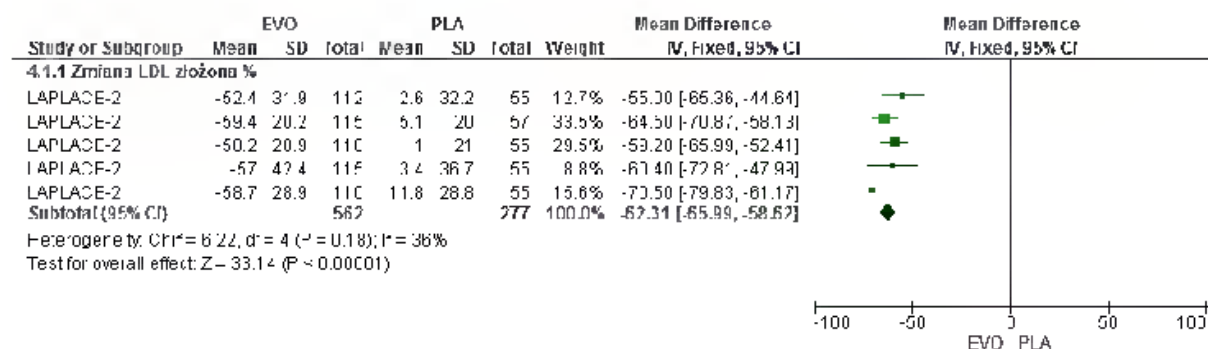 EVO PLA Mean Difference Mean Difference
Study or Subgroup Mean SD Total Mean SD Total Weight IV, Fixed, 95% CI IV, Fixed, 95% CI
4.1.1 Zmiana LDL złożona %
LAPLACE-2 -52.4 31.9 112 2.6 32.2 55 12.7% -55.00 [-65.36, -44.64]
LAPLACE-2 -59.4 20.2 115 5.1 20 57 33.5% -64.50 [-70.87, -58.13]
LAPLACE-2 -58.2 20.9 110 1 21 55 29.5% -59.20 [-65.99, -52.41]
LAPLACE-2 -57 42.4 115 3.4 36.7 55 8.8% -60.40 [-72.81, -47.99]
LAPLACE-2 -58.7 28.9 110 11.8 28.8 55 15.6% -70.50 [-79.83, -61.17]
Subtotal (95% CI) 562 277 100.0% -62.31 [-65.99, -58.62]
Heterogeneity: Chi² = 6.22, df = 4 (P = 0.18); I² = 36%
Test for overall effect: Z = 33.14 (P < 0.00001)
-100 -50 0 50 100
EVO PLA